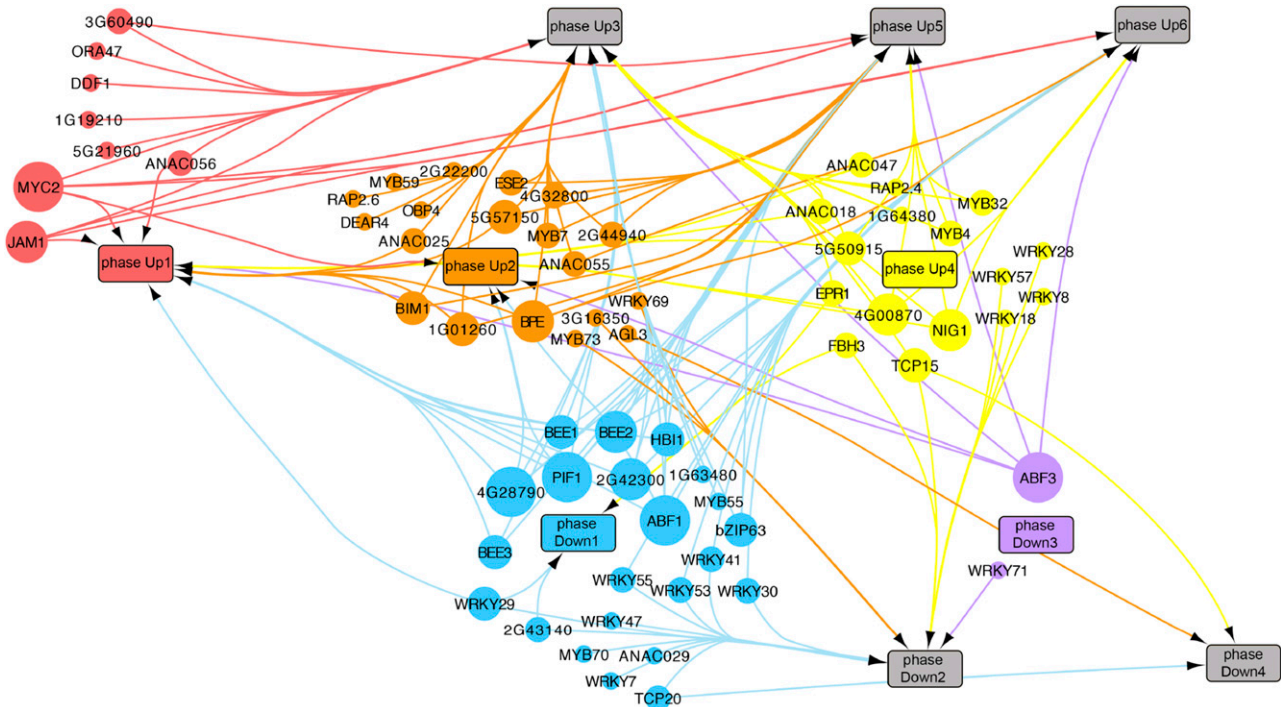 3G60490
phase Up3
phase Up5
phase Up6
ORA47
DDF1
1G19210
5G21960
ANAC056
MYC2
JAM1
phase Up1
2G22200
MYB59
RAP2.6
ESE2
4G32800
OBP4
DEAR4
5G57150
ANAC025
MYB7
2G44940
phase Up2
ANAC055
ANAC047
RAP2.4
MYB32
ANAC018
1G64380
MYB4
5G50915
WRKY28
phase Up4
WRKY57
EPR1
WRKY8
BIM1
1G01260
BPE
WRKY69
3G16350
MYB73
AGL3
4G00870
NIG1
WRKY18
FBH3
TCP15
BEE1
BEE2
HBI1
4G28790
PIF1
2G42300
1G63480
ABF3
MYB55
ABF1
bZIP63
phase
Down1
phase
Down3
BEE3
WRKY41
WRKY71
WRKY55
WRKY53
WRKY30
WRKY29
WRKY47
2G43140
MYB70
ANAC029
WRKY7
TCP20
phase
Down2
phase
Down4